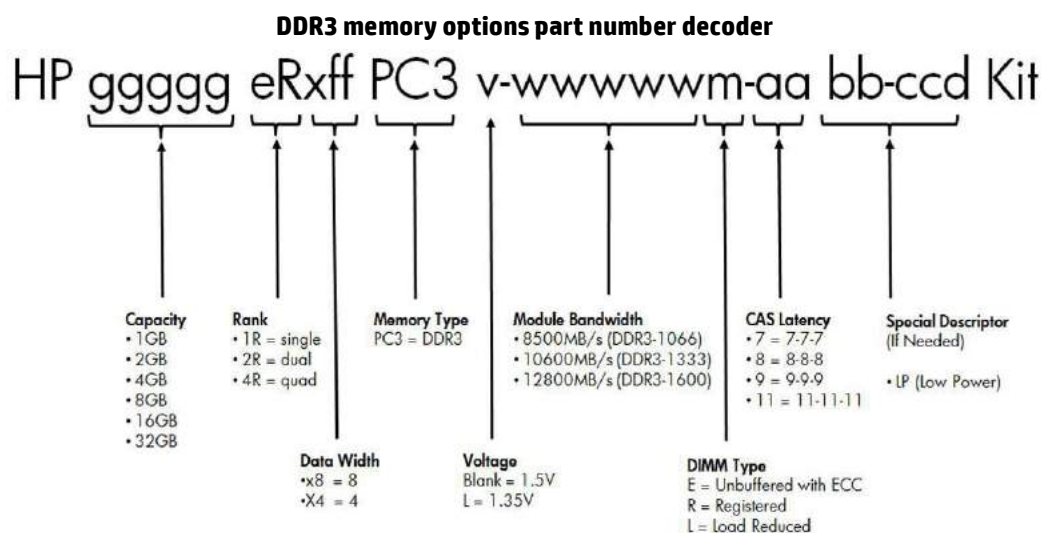 DDR3 memory options part number decoder
HP ggggg eRxff PC3 v-wwwwwm-aa bb-ccd Kit
Capacity
• 1GB
• 2GB
• 4GB
• 8GB
• 16GB
• 32GB
Rank
• 1R = single
• 2R = dual
• 4R = quad
Memory Type
PC3 = DDR3
Module Bandwidth
• 8500MB/s (DDR3-1066)
• 10600MB/s (DDR3-1333)
• 12800MB/s (DDR3-1600)
CAS Latency
• 7 = 7-7-7
• 8 = 8-8-8
• 9 = 9-9-9
• 11 = 11-11-11
Special Descriptor
(If Needed)
• LP (Low Power)
Data Width
•x8 = 8
•X4 = 4
Voltage
Blank = 1.5V
L = 1.35V
DIMM Type
E = Unbuffered with ECC
R = Registered
L = Load Reduced